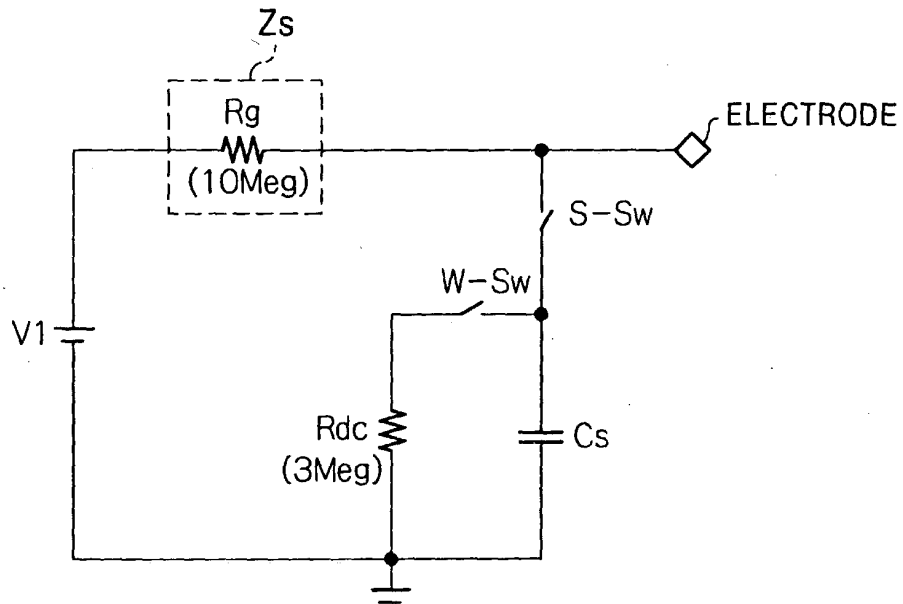 Zs
Rg
(10Meg)
ELECTRODE
S-Sw
W-Sw
V1
Rdc
(3Meg)
Cs